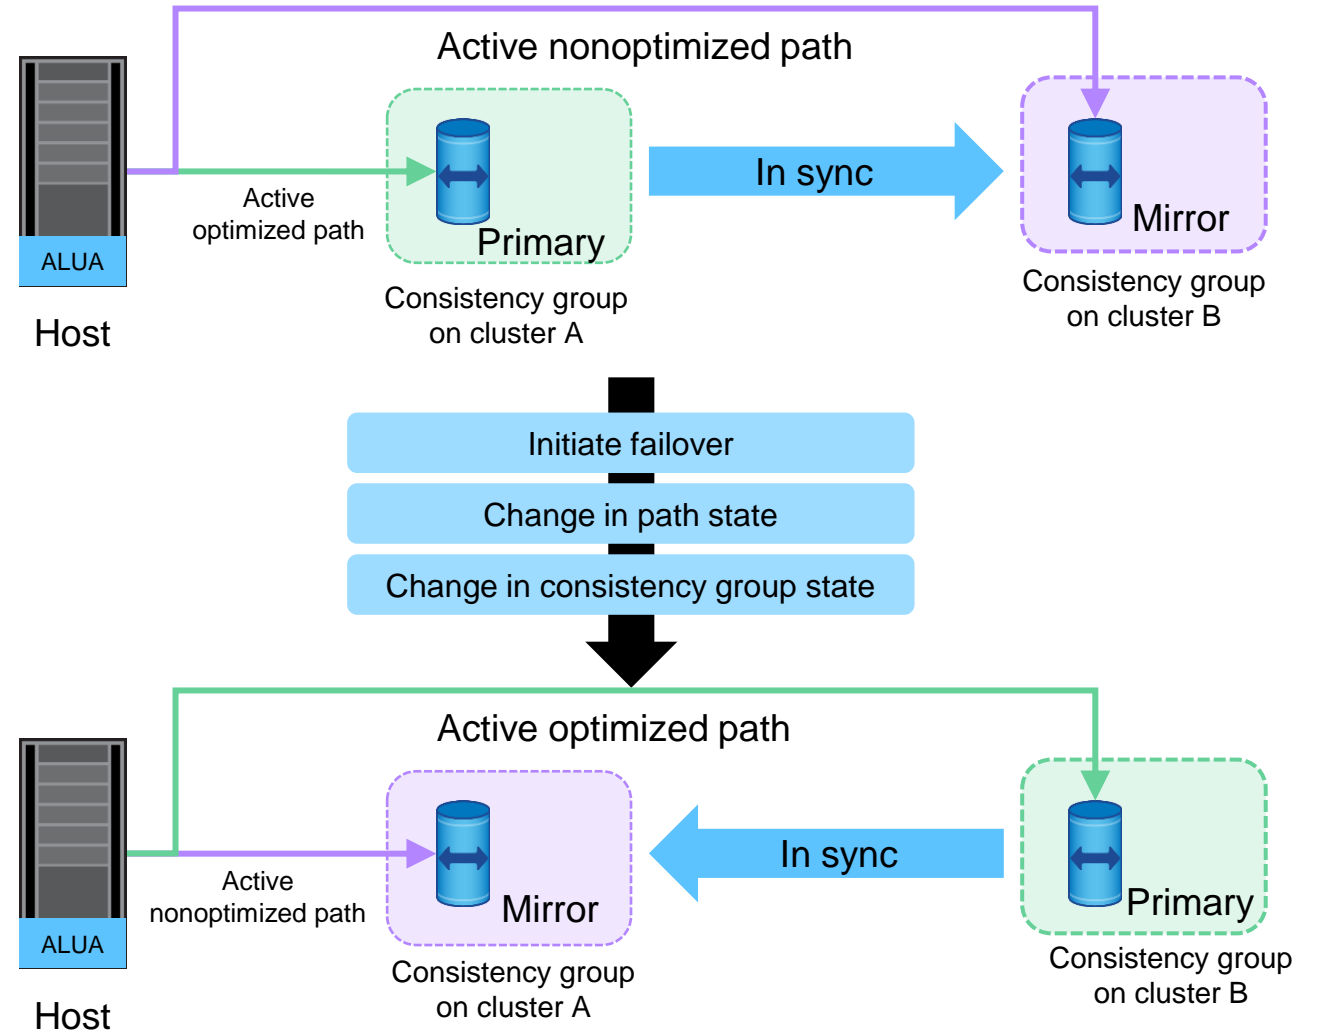 Active nonoptimized path
Active
optimized path
ALUA
Host
Primary
Consistency group
on cluster A
In sync
Mirror
Consistency group
on cluster B
Initiate failover
Change in path state
Change in consistency group state
Active optimized path
Active
nonoptimized path
ALUA
Host
Mirror
Consistency group
on cluster A
In sync
Primary
Consistency group
on cluster B